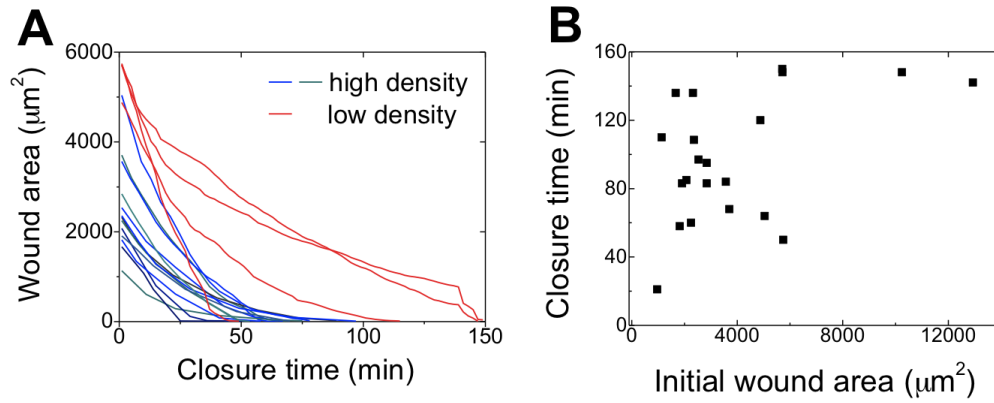 A
Wound area (μm²)
6000
4000
2000
0
high density
low density
0
50
100
150
Closure time (min)
B
Closure time (min)
160
120
80
40
0
0
4000
8000
12000
Initial wound area (μm²)